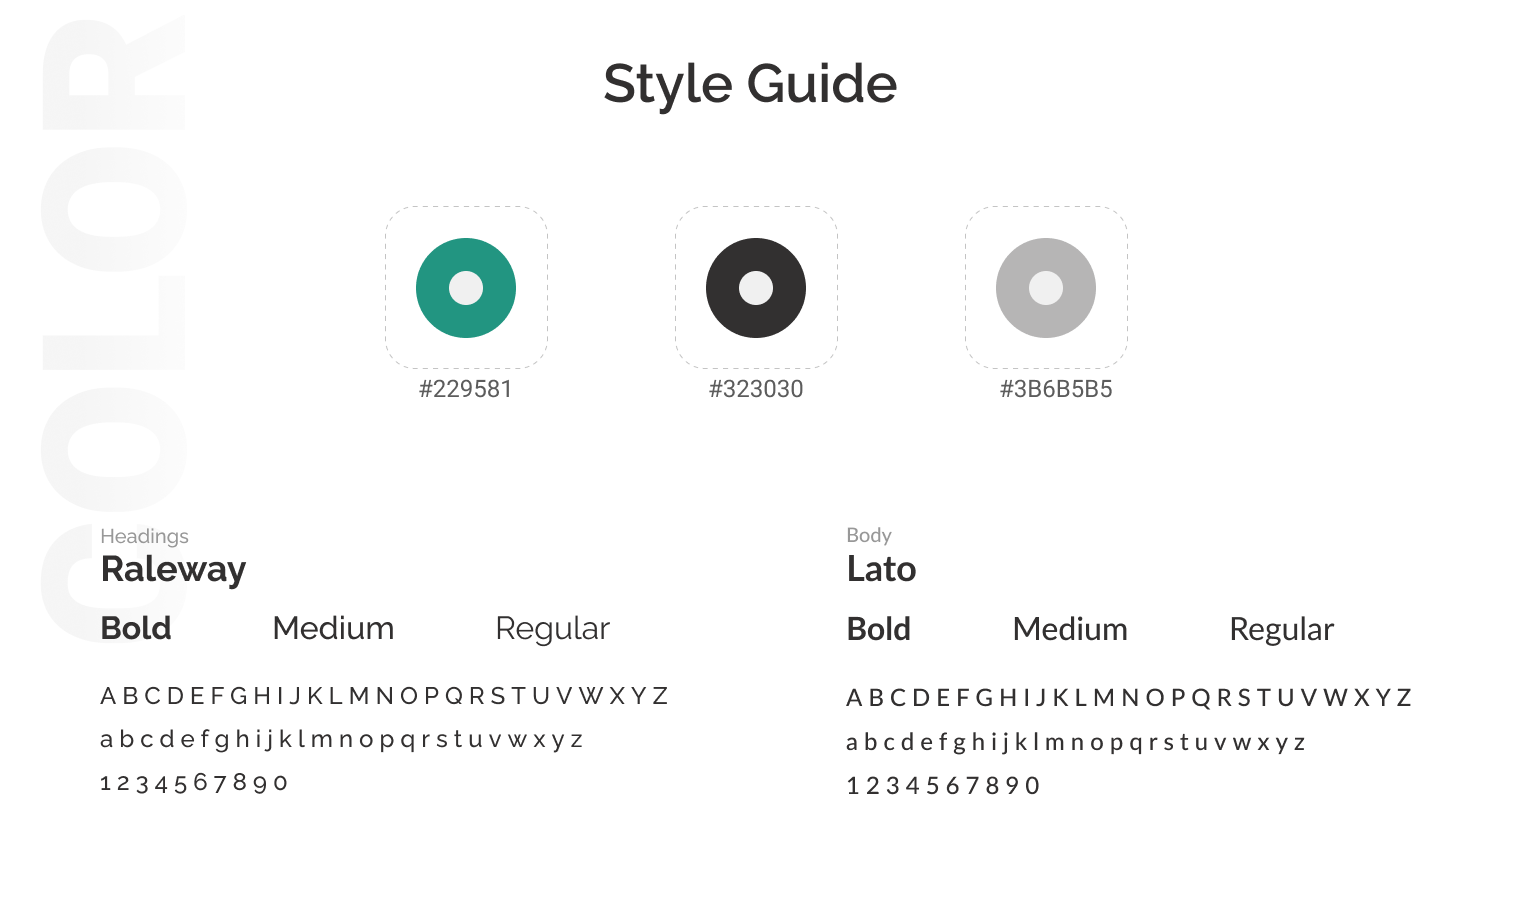 COLOR
Style Guide
#229581 #323030 #3B6B5B5
Headings
Raleway
Bold Medium Regular
A B C D E F G H I J K L M N O P Q R S T U V W X Y Z
a b c d e f g h i j k l m n o p q r s t u v w x y z
1 2 3 4 5 6 7 8 9 0
Body
Lato
Bold Medium Regular
A B C D E F G H I J K L M N O P Q R S T U V W X Y Z
a b c d e f g h i j k l m n o p q r s t u v w x y z
1 2 3 4 5 6 7 8 9 0